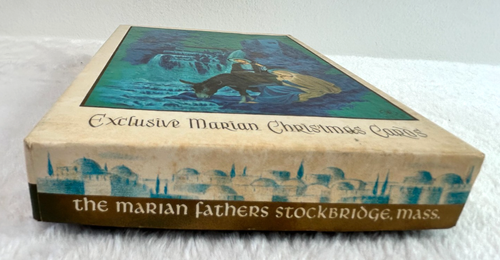 Exclusive Marian Christmas Cards
the marian fathers stockbridge, mass.